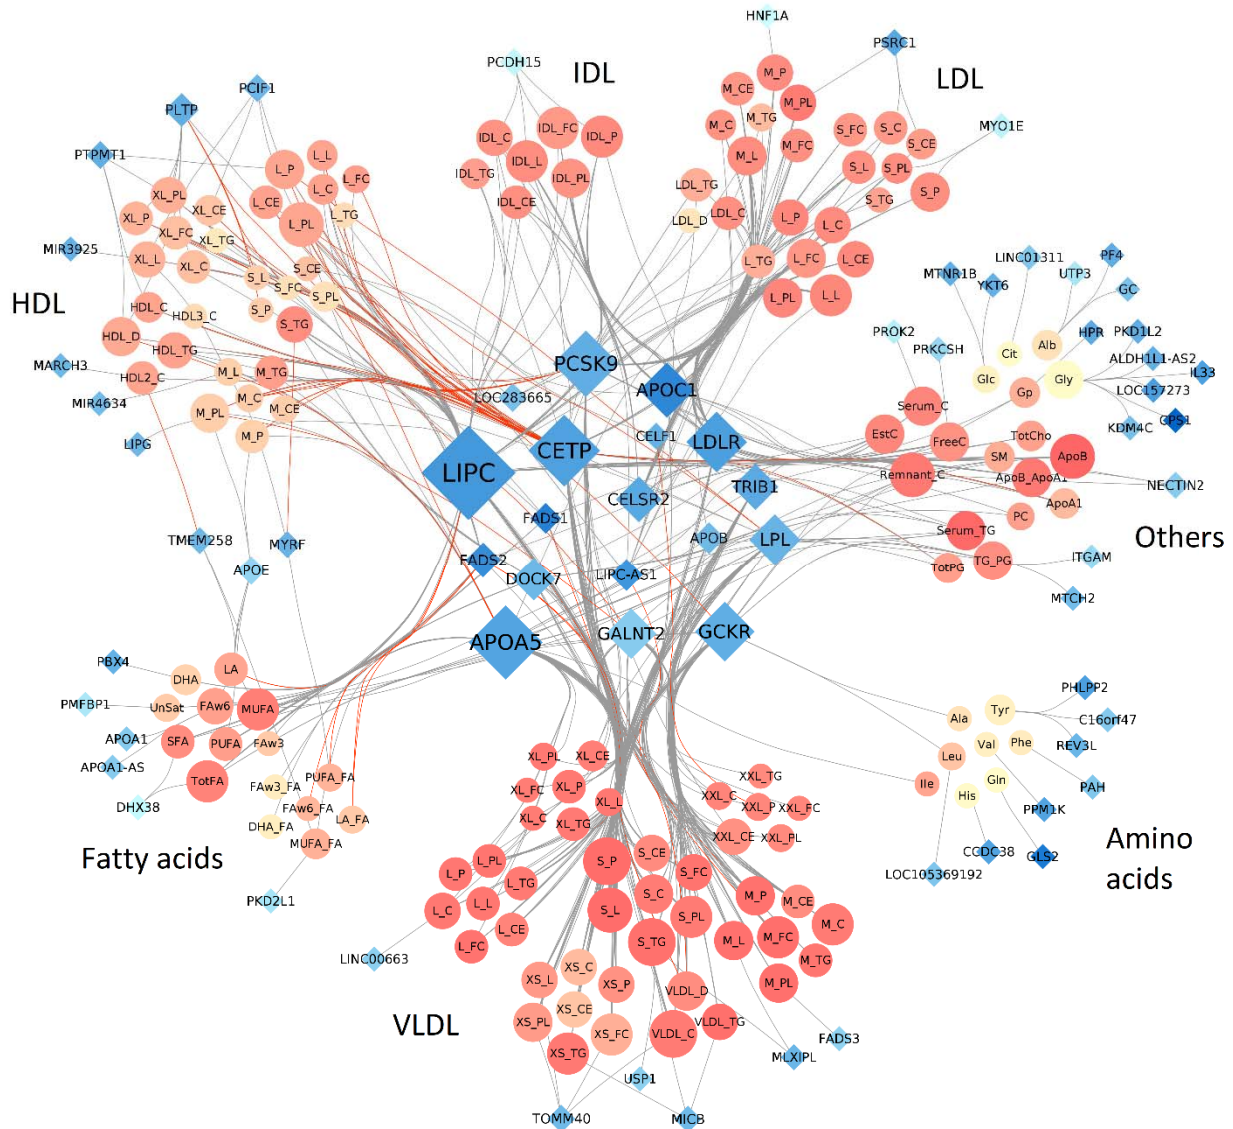 HNF1A
PSRC1
PCDH15
IDL
LDL
PCIF1
PLTP
PTPMT1
MIR3925
HDL
MARCH3
MIR4634
LIPG
L_P
L_L
L_C
L_FC
L_CE
L_PL
L_TG
XL_PL
XL_CE
XL_P
XL_FC
XL_TG
XL_L
XL_C
S_L
S_CE
S_FC
S_PL
S_P
S_TG
HDL_C
HDL3_C
HDL_D
HDL_TG
HDL2_C
M_L
M_TG
M_C
M_CE
M_PL
M_P
IDL_C
IDL_FC
IDL_P
IDL_L
IDL_TG
IDL_PL
IDL_CE
M_P
M_CE
M_PL
M_TG
M_C
M_FC
M_L
S_FC
S_C
S_CE
S_L
S_PL
S_TG
S_P
MYO1E
LDL_TG
LDL_D
LDL_C
L_P
L_C
L_TG
L_FC
L_CE
L_PL
L_L
LINC01311
PF4
MTNR1B
YKT6
UTP3
GC
PROK2
PRKCSH
HPR
PKD1L2
ALDH1L1-AS2
IL33
LOC157273
CPS1
KDM4C
Cit
Alb
Glc
Gly
Gp
Serum_C
EstC
FreeC
TotCho
SM
ApoB
Remnant_C
ApoB_ApoA1
ApoA1
PC
NECTIN2
Serum_TG
TotPG
TG_PG
Others
ITGAM
MTCH2
PCSK9
APOC1
LOC283665
CELF1
LIPC
CETP
LDLR
CELSR2
TRIB1
FADS1
APOB
LPL
FADS2
DOCK7
LIPC-AS1
APOA5
GALNT2
GCKR
TMEM258
MYRF
APOE
PBX4
PMFBP1
APOA1
APOA1-AS
DHX38
DHA
LA
UnSat
FAw6
MUFA
SFA
PUFA
FAw3
TotFA
PUFA_FA
FAw3_FA
FAw6_FA
LA_FA
DHA_FA
MUFA_FA
Fatty acids
PKD2L1
LINC00663
PHLPP2
C16orf47
REV3L
PAH
PPM1K
CCDC38
GLS2
LOC105369192
Ala
Tyr
Val
Phe
Leu
Ile
Gln
His
Amino
acids
XL_PL
XL_CE
XL_FC
XL_P
XL_L
XL_C
XL_TG
XXL_TG
XXL_C
XXL_P
XXL_FC
XXL_CE
XXL_PL
L_P
L_PL
L_TG
L_C
L_L
L_CE
L_FC
S_P
S_CE
S_FC
S_C
S_L
S_PL
S_TG
M_P
M_CE
M_C
M_L
M_FC
M_TG
M_PL
XS_L
XS_C
XS_P
XS_CE
XS_PL
XS_FC
XS_TG
VLDL_D
VLDL_C
VLDL_TG
VLDL
FADS3
MLXIPL
USP1
TOMM40
MICB